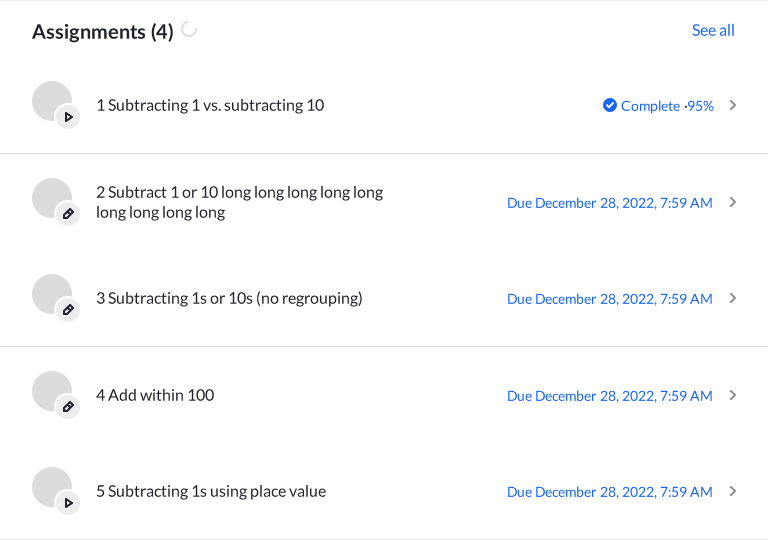 Assignments (4)
See all
1 Subtracting 1 vs. subtracting 10
Complete ·95%
2 Subtract 1 or 10 long long long long long
long long long long
Due December 28, 2022, 7:59 AM
3 Subtracting 1s or 10s (no regrouping)
Due December 28, 2022, 7:59 AM
4 Add within 100
Due December 28, 2022, 7:59 AM
5 Subtracting 1s using place value
Due December 28, 2022, 7:59 AM